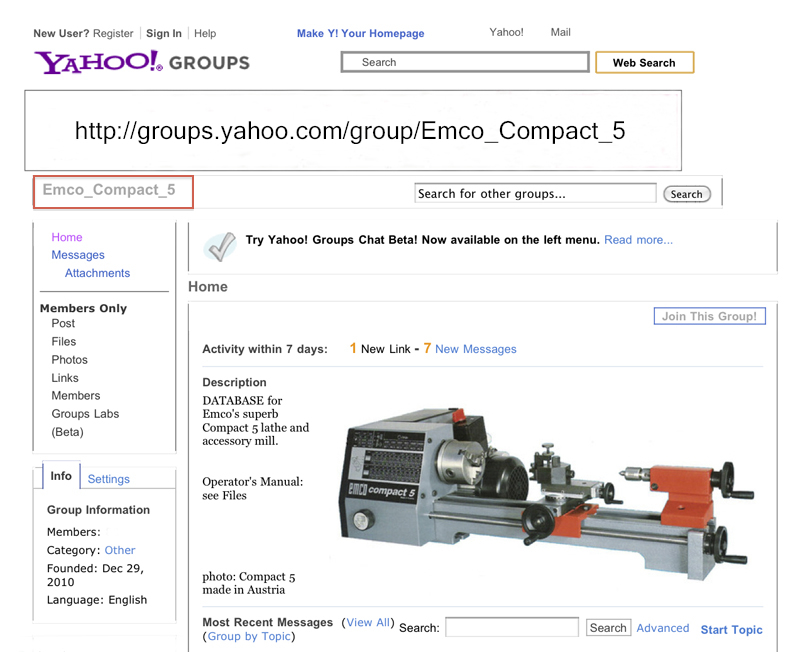 New User? Register Sign In Help Make Y! Your Homepage Yahoo! Mail
YAHOO!® GROUPS Search Web Search
http://groups.yahoo.com/group/Emco_Compact_5
Emco_Compact_5 Search for other groups... Search
Home
Messages
Attachments
Members Only
Post
Files
Photos
Links
Members
Groups Labs
(Beta)
Info Settings
Group Information
Members:
Category: Other
Founded: Dec 29,
2010
Language: English
Try Yahoo! Groups Chat Beta! Now available on the left menu. Read more...
Home
Join This Group!
Activity within 7 days: 1 New Link - 7 New Messages
Description
DATABASE for
Emco's superb
Compact 5 lathe and
accessory mill.
Operator's Manual:
see Files
photo: Compact 5
made in Austria
emco compact 5
Most Recent Messages (View All) Search: Search Advanced Start Topic
(Group by Topic)